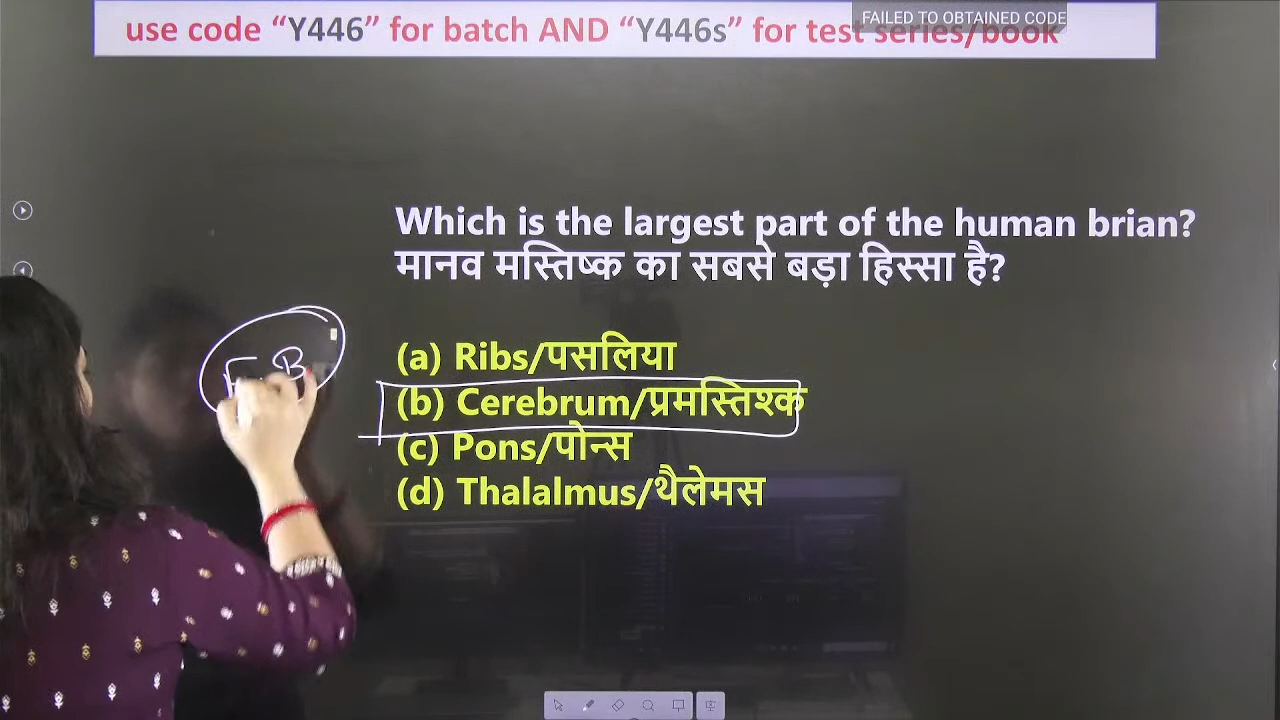 FAILED TO OBTAINED CODE
use code “Y446” for batch AND “Y446s” for test series/book
Which is the largest part of the human brian?
मानव मस्तिष्क का सबसे बड़ा हिस्सा है?
F B
(a) Ribs/पसलिया
(b) Cerebrum/प्रमस्तिश्क
(c) Pons/पोन्स
(d) Thalalmus/थैलेमस